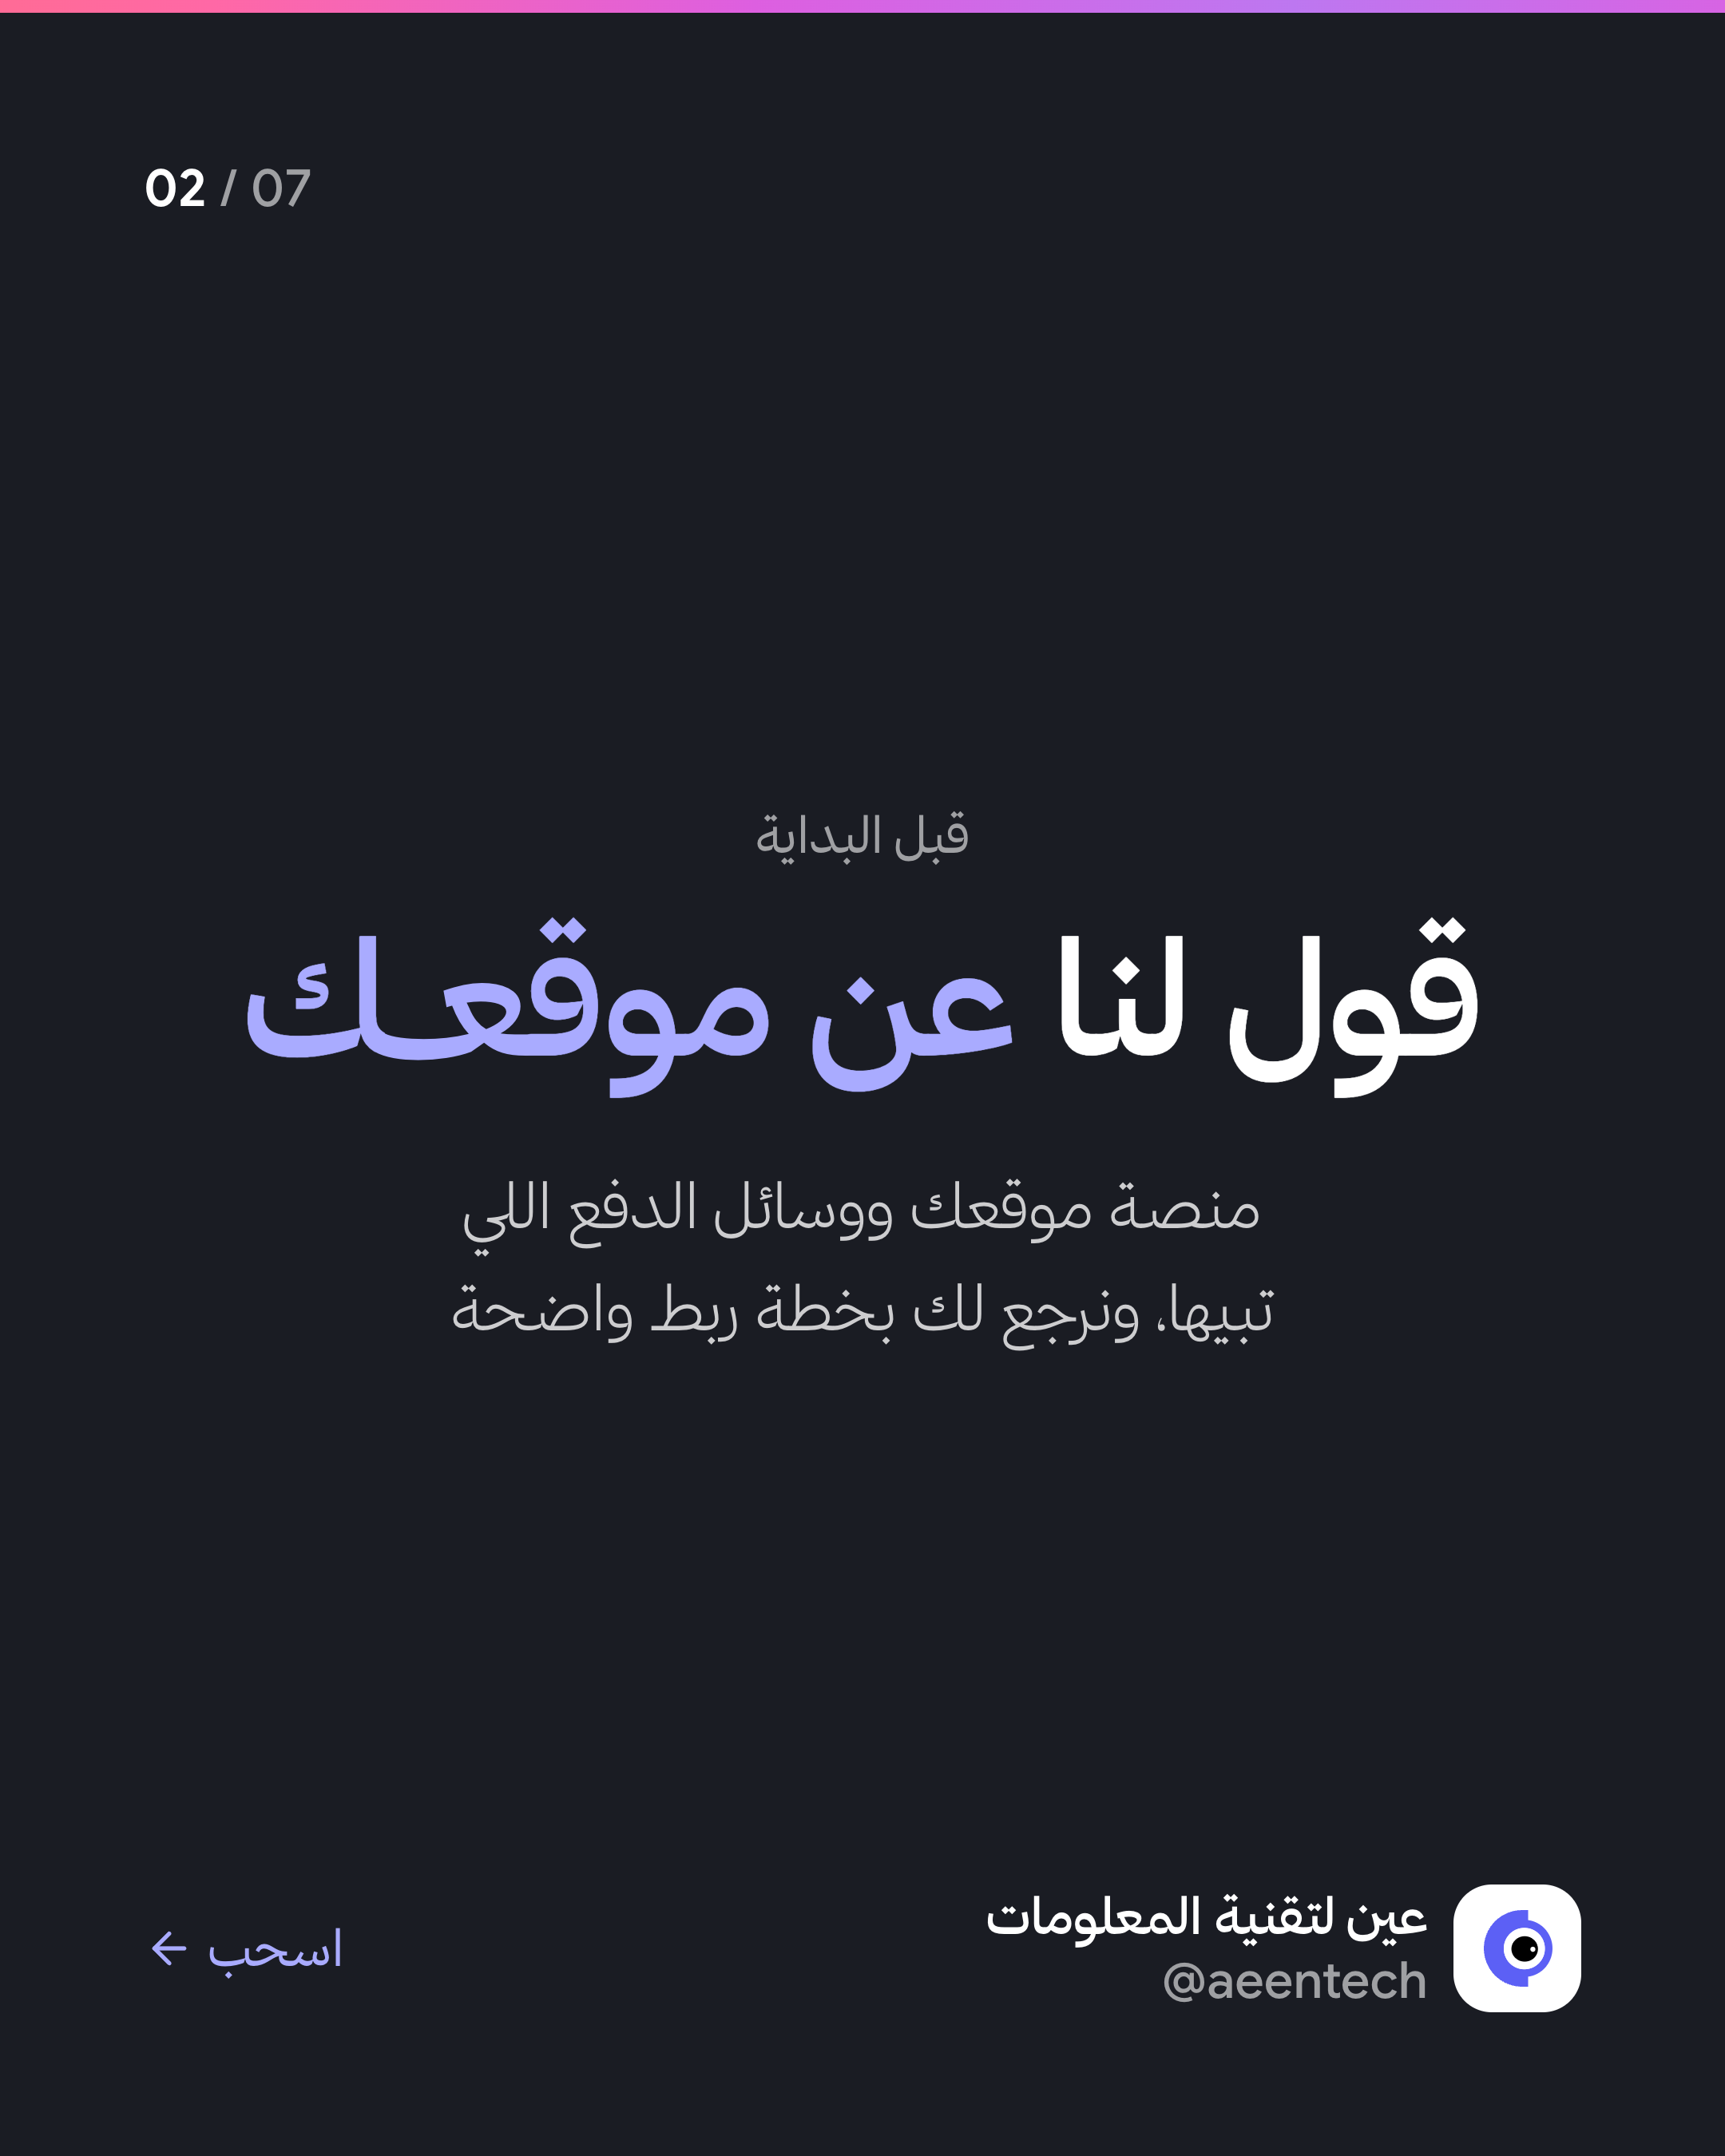 02 / 07
قبل البداية
قول لنا عن موقعك
منصة موقعك ووسائل الدفع اللي
تبيها، ونرجع لك بخطة ربط واضحة
عين لتقنية المعلومات
@aeentech
اسحب ←